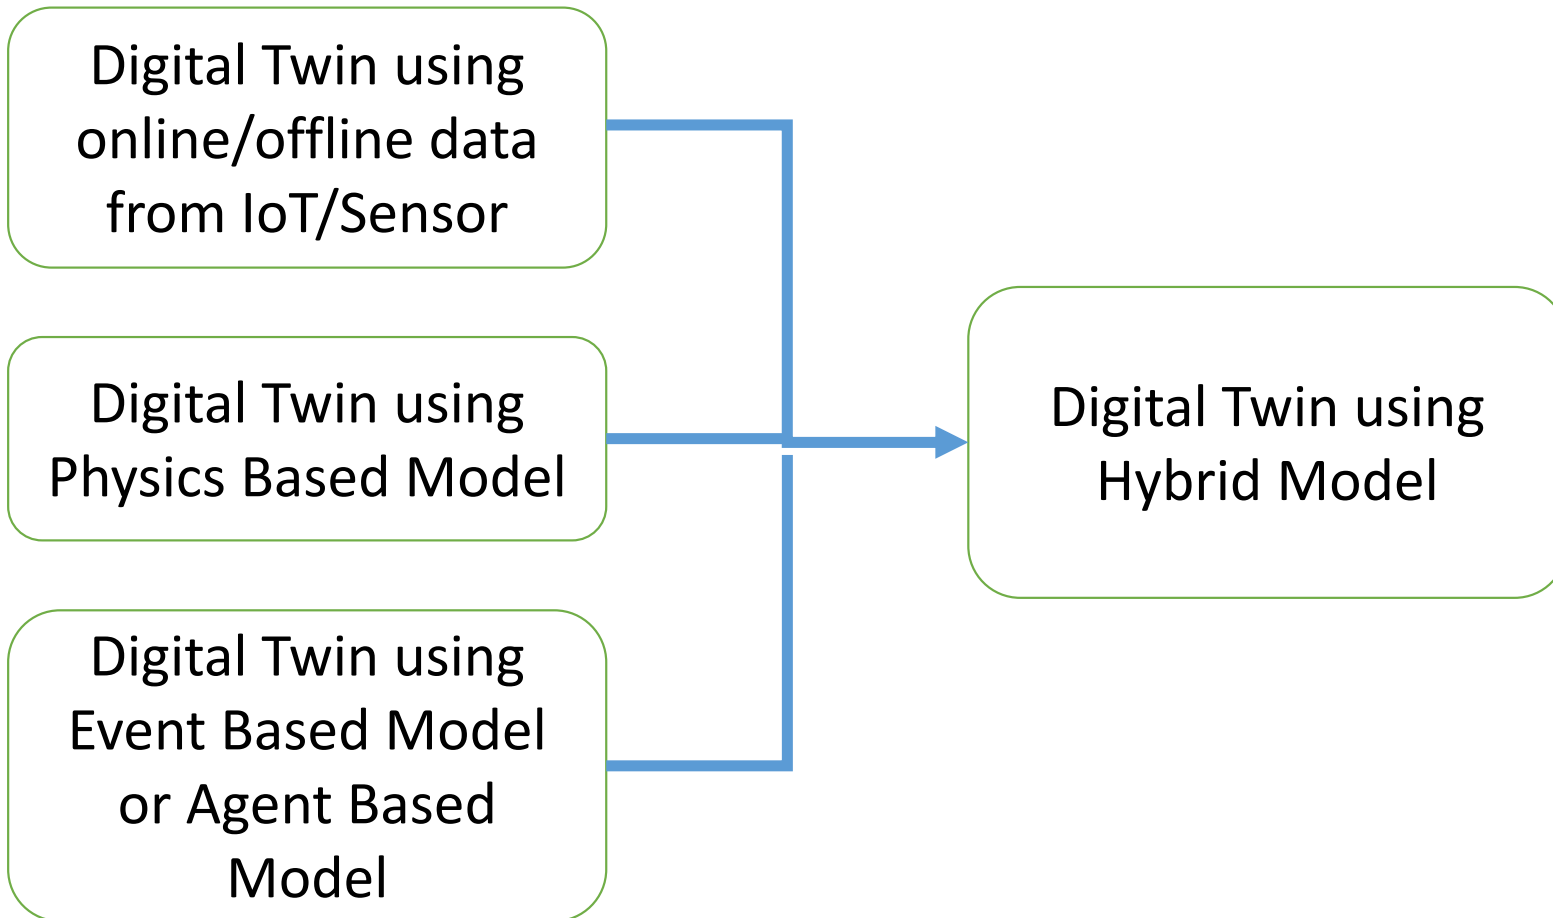 Digital Twin using
online/offline data
from IoT/Sensor
Digital Twin using
Physics Based Model
Digital Twin using
Event Based Model
or Agent Based
Model
Digital Twin using
Hybrid Model